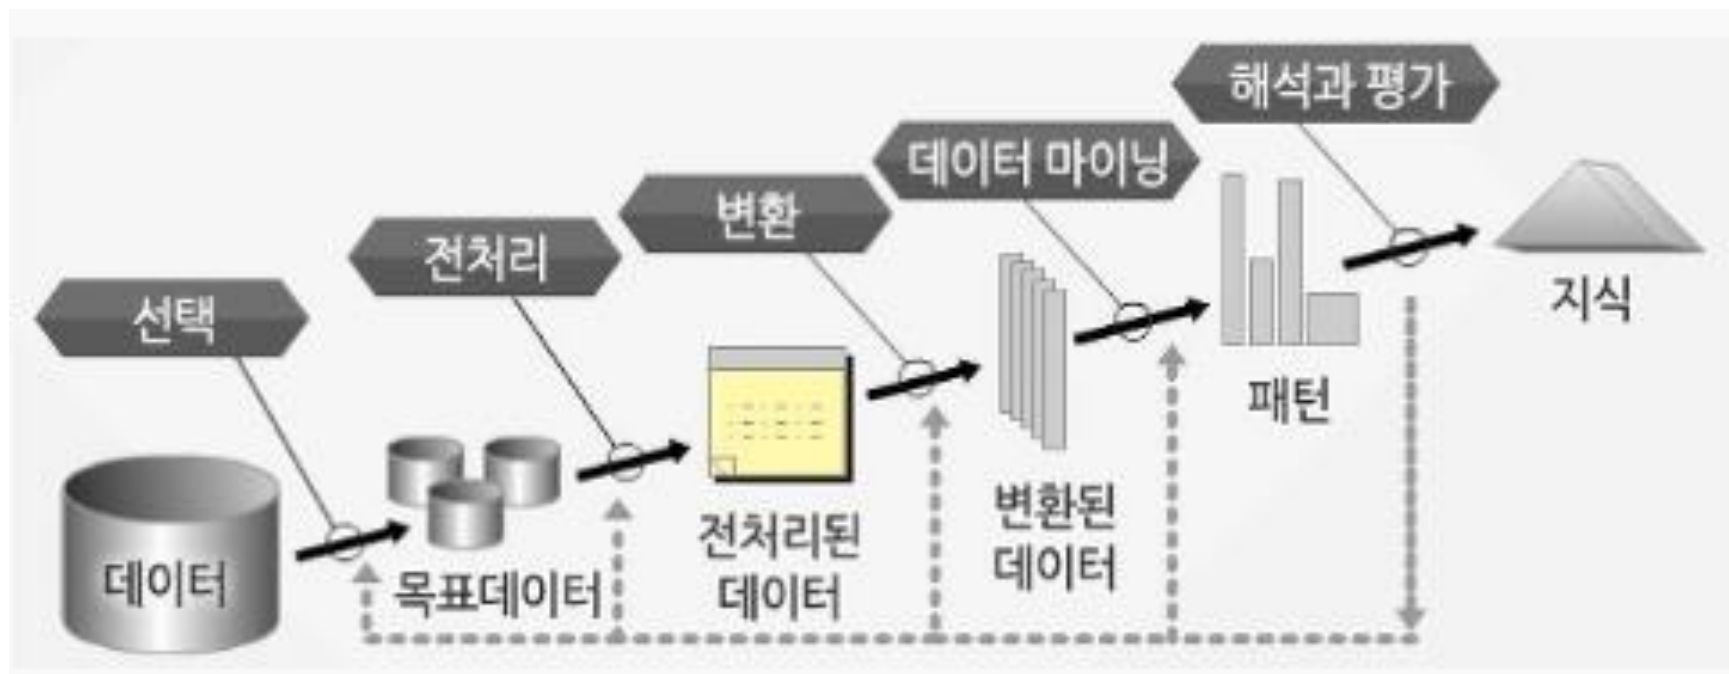 해석과 평가
데이터 마이닝
변환
전처리
선택
데이터
목표데이터
전처리된
데이터
변환된
데이터
패턴
지식